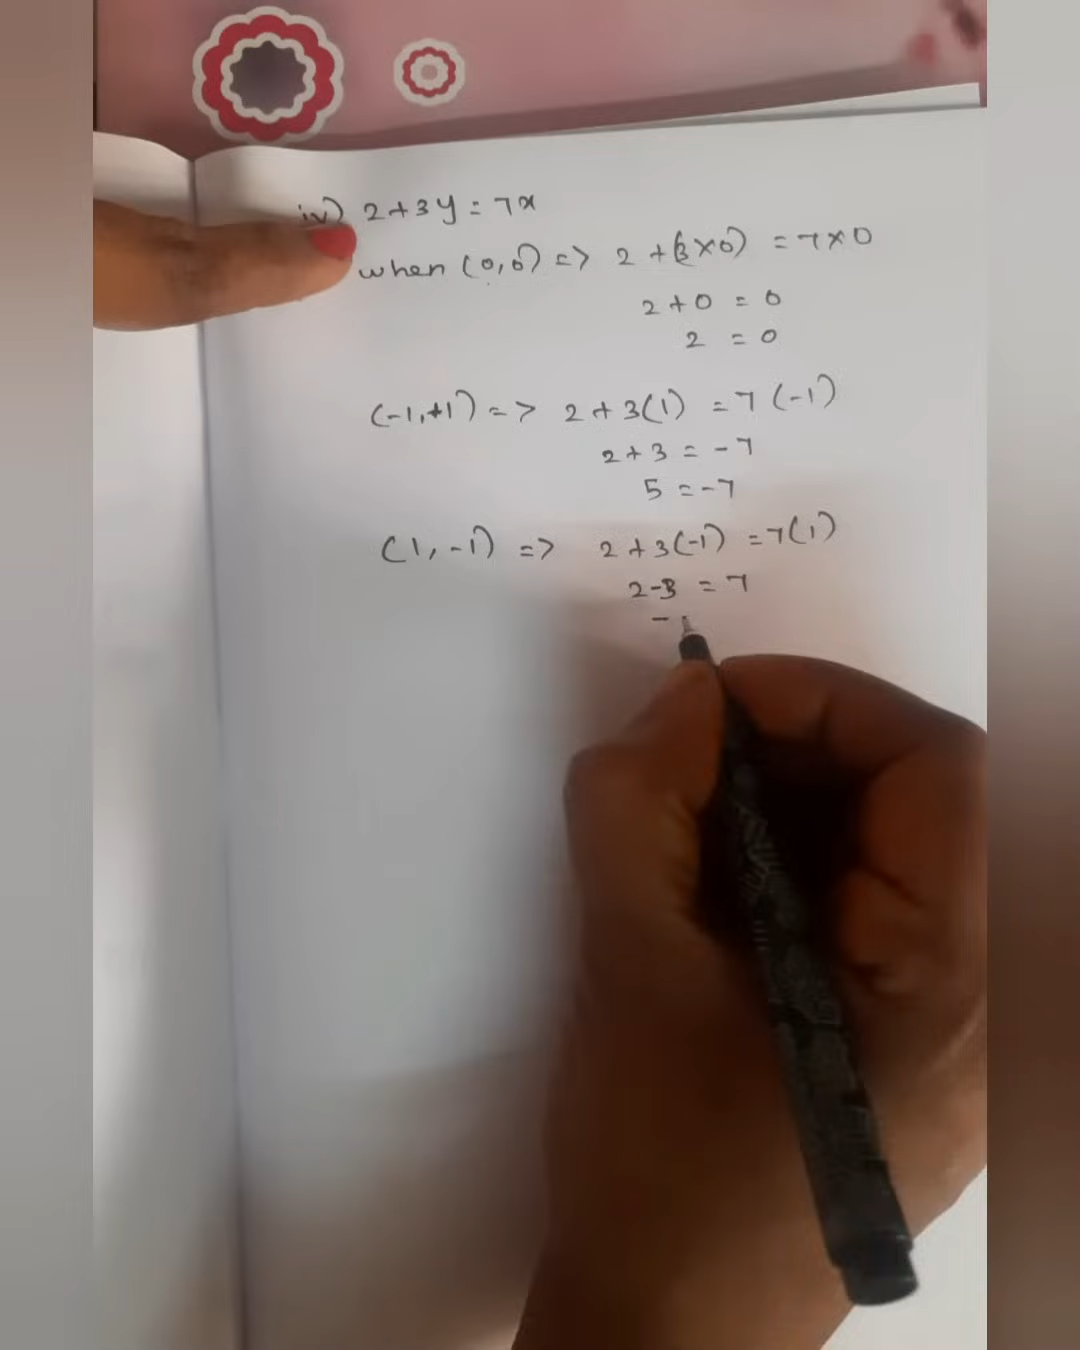 iv) 2+3y = 7x
when (0,0) => 2 + (3×0) = 7×0
2 + 0 = 0
2 = 0
(-1,+1) => 2 + 3(1) = 7 (-1)
2 + 3 = -7
5 = -7
(1,-1) => 2 + 3(-1) = 7(1)
2-3 = 7
-